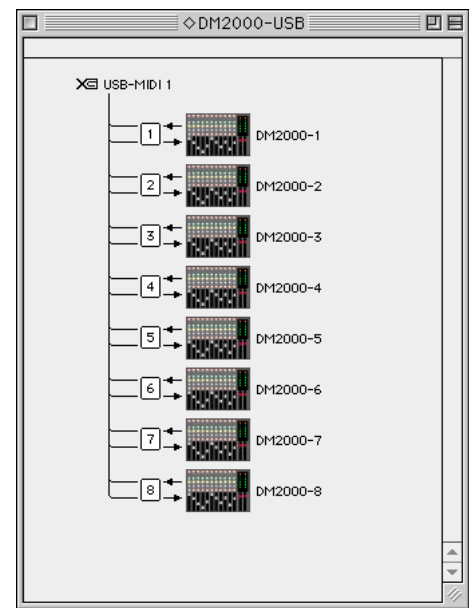 ◇DM2000-USB
USB-MIDI 1
1 DM2000-1
2 DM2000-2
3 DM2000-3
4 DM2000-4
5 DM2000-5
6 DM2000-6
7 DM2000-7
8 DM2000-8